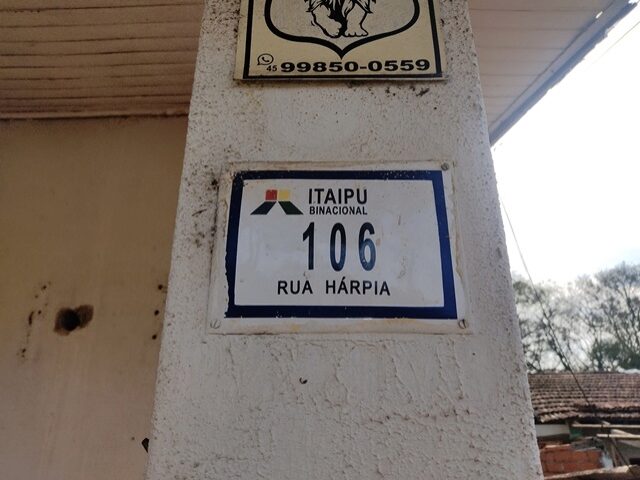 45 99850-0559
ITAIPU
BINACIONAL
106
RUA HÁRPIA